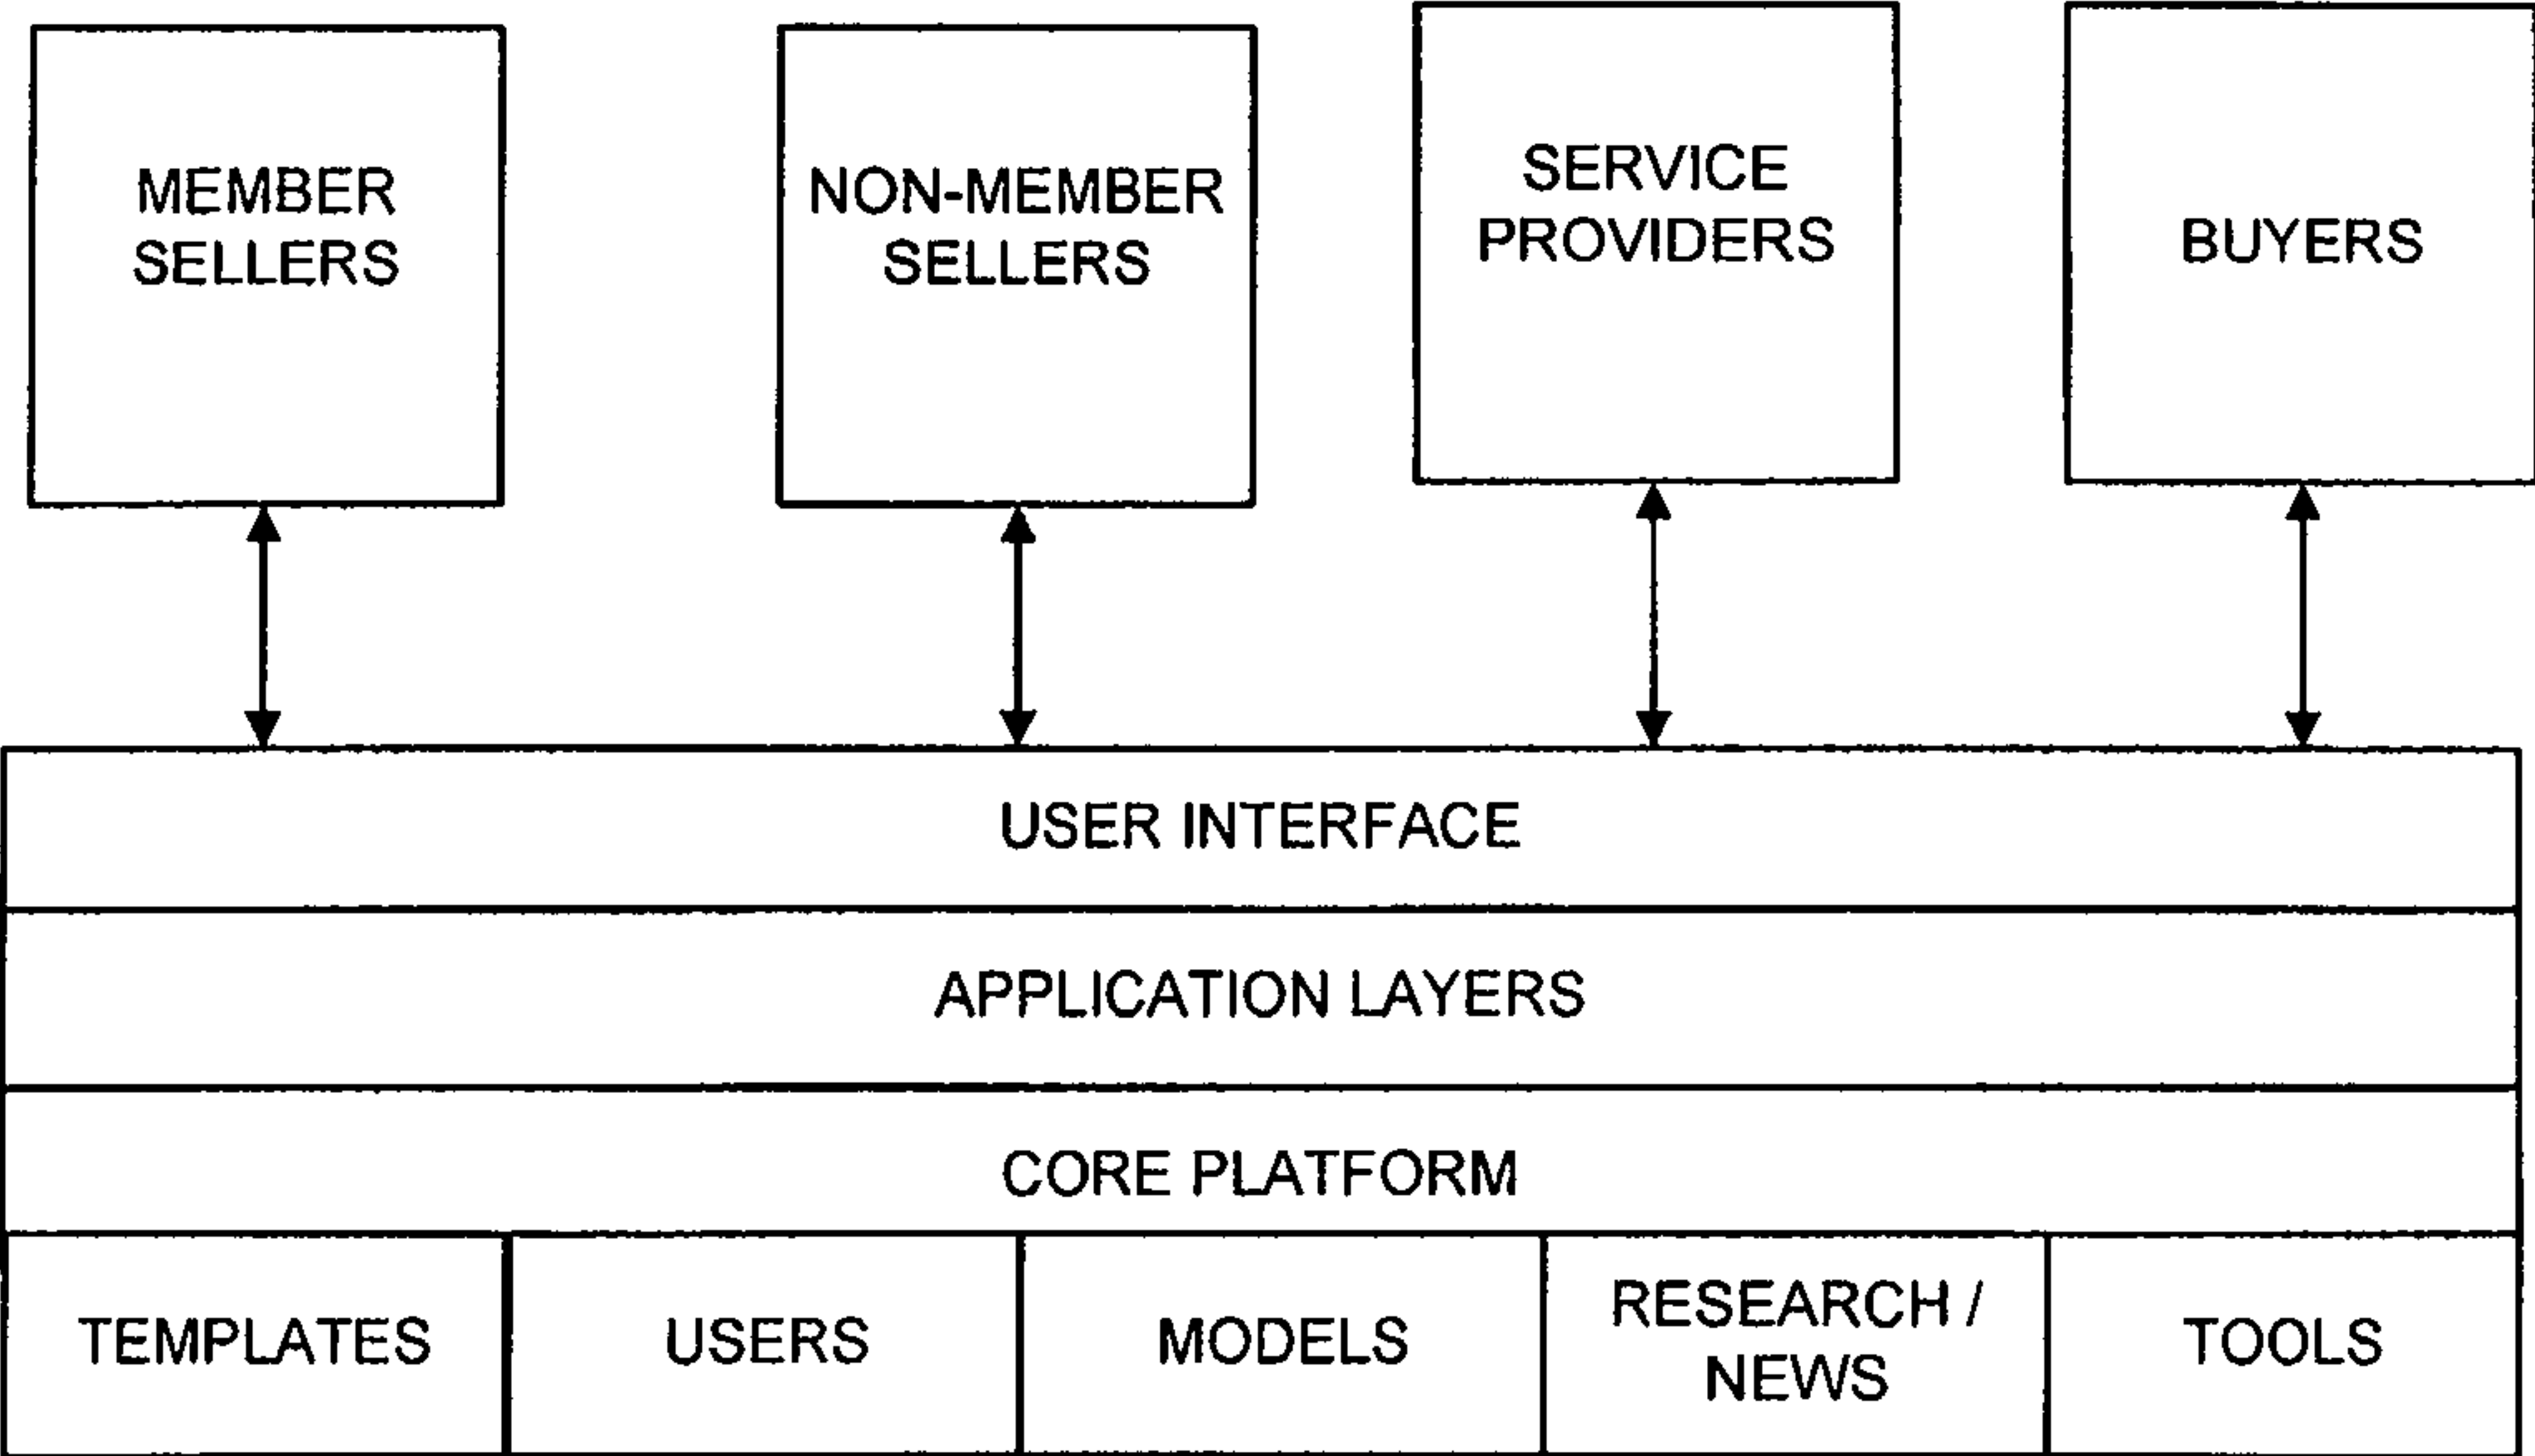 MEMBER
SELLERS
NON-MEMBER
SELLERS
SERVICE
PROVIDERS
BUYERS
USER INTERFACE
APPLICATION LAYERS
CORE PLATFORM
TEMPLATES
USERS
MODELS
RESEARCH /
NEWS
TOOLS